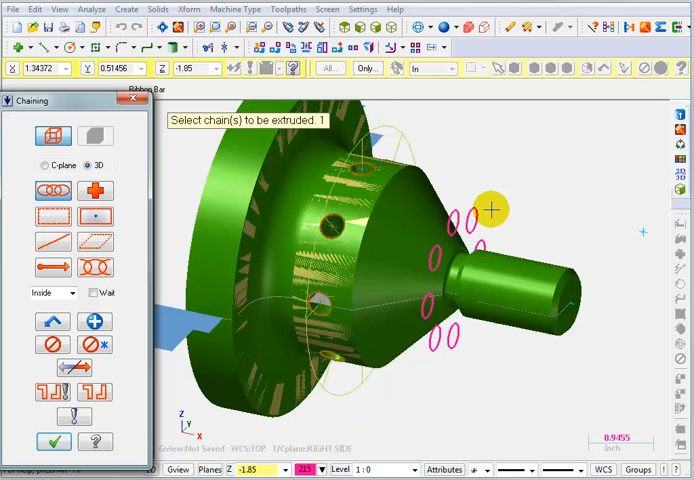 File Edit View Analyze Create Solids Xform Machine Type Toolpaths Screen Settings Help
X 1.34372 Y 0.51456 Z -1.85 All... Only... In
Ribbon Bar
Chaining
Select chain(s) to be extruded. 1
C-plane 3D
Inside Wait
Z
Y
X
0.9455
Inch
Gview:Not Saved WCS:TOP T/Cplane:RIGHT SIDE
Gview Planes Z -1.85 215 Level 1 : 0 Attributes WCS Groups